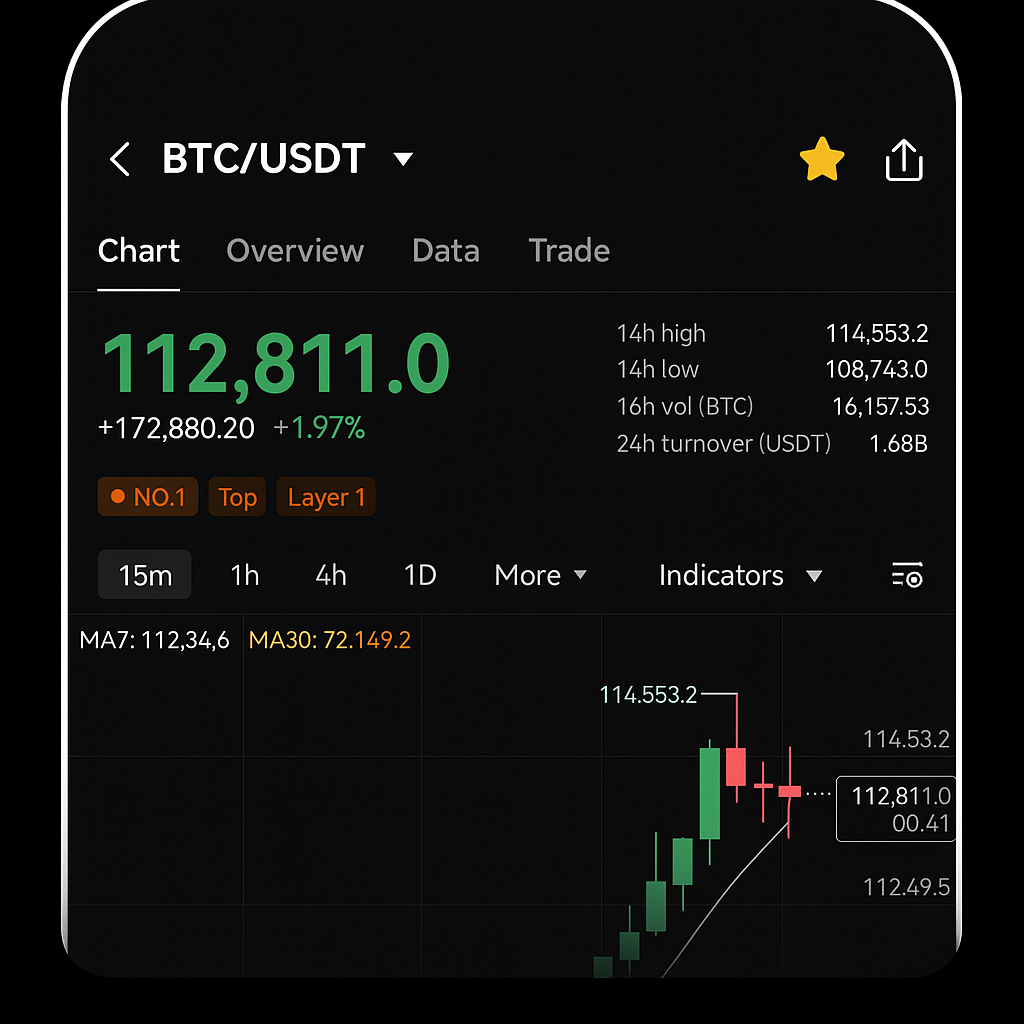 BTC/USDT
Chart Overview Data Trade
112,811.0
+172,880.20 +1.97%
14h high 114,553.2
14h low 108,743.0
16h vol (BTC) 16,157.53
24h turnover (USDT) 1.68B
NO.1 Top Layer 1
15m 1h 4h 1D More Indicators
MA7: 112,34,6 MA30: 72.149.2
114.553.2
114.53.2
112,811.0
00.41
112.49.5